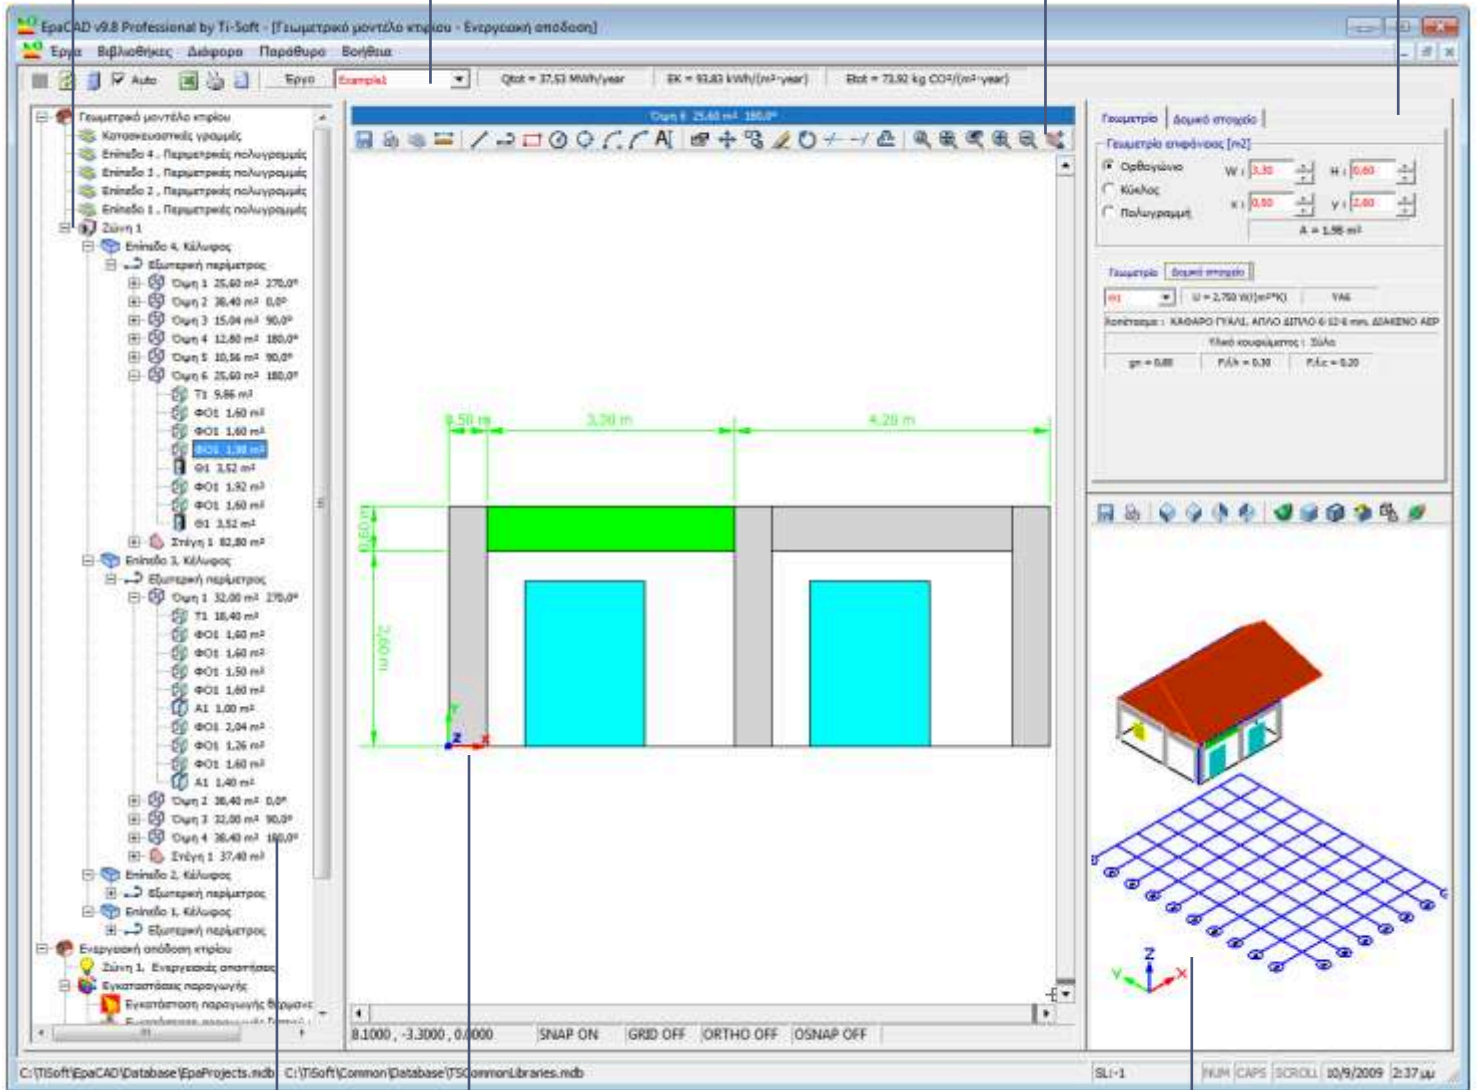 EpaCAD v9.8 Professional by Ti-Soft - [Γεωμετρικό μοντέλο κτιρίου - Ενεργειακή απόδοση]
Έργα Βιβλιοθήκες Διάφορα Παράθυρο Βοήθεια
Auto Έργο Example1 Qtot = 37,53 MWh/year EK = 93,83 kWh/(m²·year) Etot = 73,92 kg CO²/(m²·year)
Γεωμετρικό μοντέλο κτιρίου
Κατασκευαστικές γραμμές
Επίπεδο 4 , Περιμετρικές πολυγραμμές
Επίπεδο 3 , Περιμετρικές πολυγραμμές
Επίπεδο 2 , Περιμετρικές πολυγραμμές
Επίπεδο 1 , Περιμετρικές πολυγραμμές
Ζώνη 1
Επίπεδο 4, Κέλυφος
Εξωτερική περίμετρος
Όψη 1 25,60 m² 270,0°
Όψη 2 38,40 m² 0,0°
Όψη 3 15,04 m² 90,0°
Όψη 4 12,80 m² 180,0°
Όψη 5 10,56 m² 90,0°
Όψη 6 25,60 m² 180,0°
T1 9,86 m²
ΦΟ1 1,60 m²
ΦΟ1 1,60 m²
ΦΟ1 1,98 m²
Θ1 3,52 m²
ΦΟ1 1,92 m²
ΦΟ1 1,60 m²
Θ1 3,52 m²
Στέγη 1 82,80 m²
Επίπεδο 3, Κέλυφος
Εξωτερική περίμετρος
Όψη 1 32,00 m² 270,0°
T1 18,40 m²
ΦΟ1 1,60 m²
ΦΟ1 1,60 m²
ΦΟ1 1,50 m²
ΦΟ1 1,60 m²
A1 1,00 m²
ΦΟ1 2,04 m²
ΦΟ1 1,26 m²
ΦΟ1 1,60 m²
A1 1,40 m²
Όψη 2 38,40 m² 0,0°
Όψη 3 32,00 m² 90,0°
Όψη 4 38,40 m² 180,0°
Στέγη 1 37,40 m²
Επίπεδο 2, Κέλυφος
Εξωτερική περίμετρος
Επίπεδο 1, Κέλυφος
Εξωτερική περίμετρος
Ενεργειακή απόδοση κτιρίου
Ζώνη 1, Ενεργειακές απαιτήσεις
Εγκαταστάσεις παραγωγής
Εγκατάσταση παραγωγής θέρμανσ
Όψη 6 25,60 m² 180,0°
0,50 m 3,30 m 4,20 m
0,60 m
2,60 m
Y
Z X
8.1000 , -3.3000 , 0.0000 SNAP ON GRID OFF ORTHO OFF OSNAP OFF
Γεωμετρία Δομικό στοιχείο
Γεωμετρία επιφάνειας [m2]
Ορθογώνιο W : 3,30 H : 0,60
Κύκλος x : 0,50 y : 2,60
Πολυγραμμή
A = 1,98 m²
Γεωμετρία Δομικό στοιχείο
Θ1 U = 2,750 W/(m²*K) ΥΑ6
ΚΑΘΑΡΟ ΓΥΑΛΙ, ΑΠΛΟ ΔΙΠΛΟ 6-12-6 mm, ΔΙΑΚΕΝΟ ΑΕΡ
Υλικό κουφώματος : Ξύλο
gn = 0.80 F,f,h = 0.30 F,f,c = 0.20
Z
Y X
C:\TiSoft\EpaCAD\Database\EpaProjects.mdb C:\TiSoft\Common\Database\TSCommonLibraries.mdb SL:-1 NUM CAPS SCROLL 10/9/2009 2:37 μμ